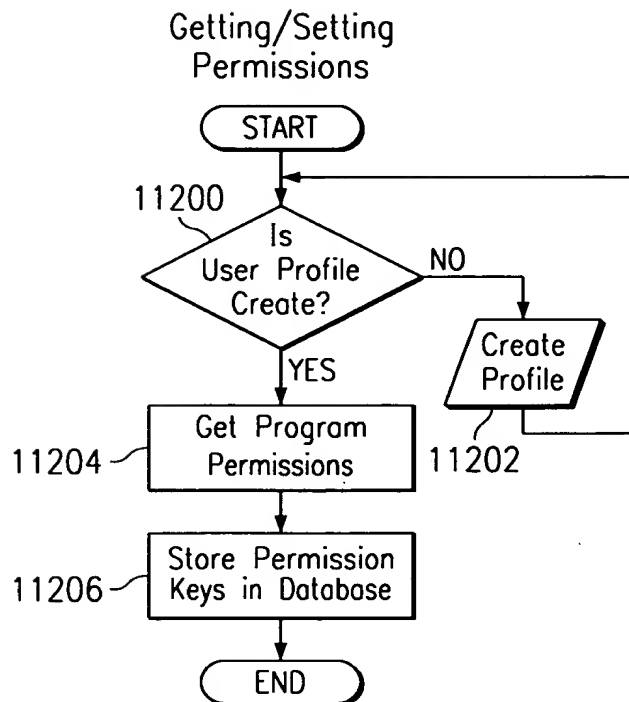 Getting/Setting
Permissions
START
11200
Is
User Profile
Create?
NO
YES
Create
Profile
11202
11204
Get Program
Permissions
11206
Store Permission
Keys in Database
END